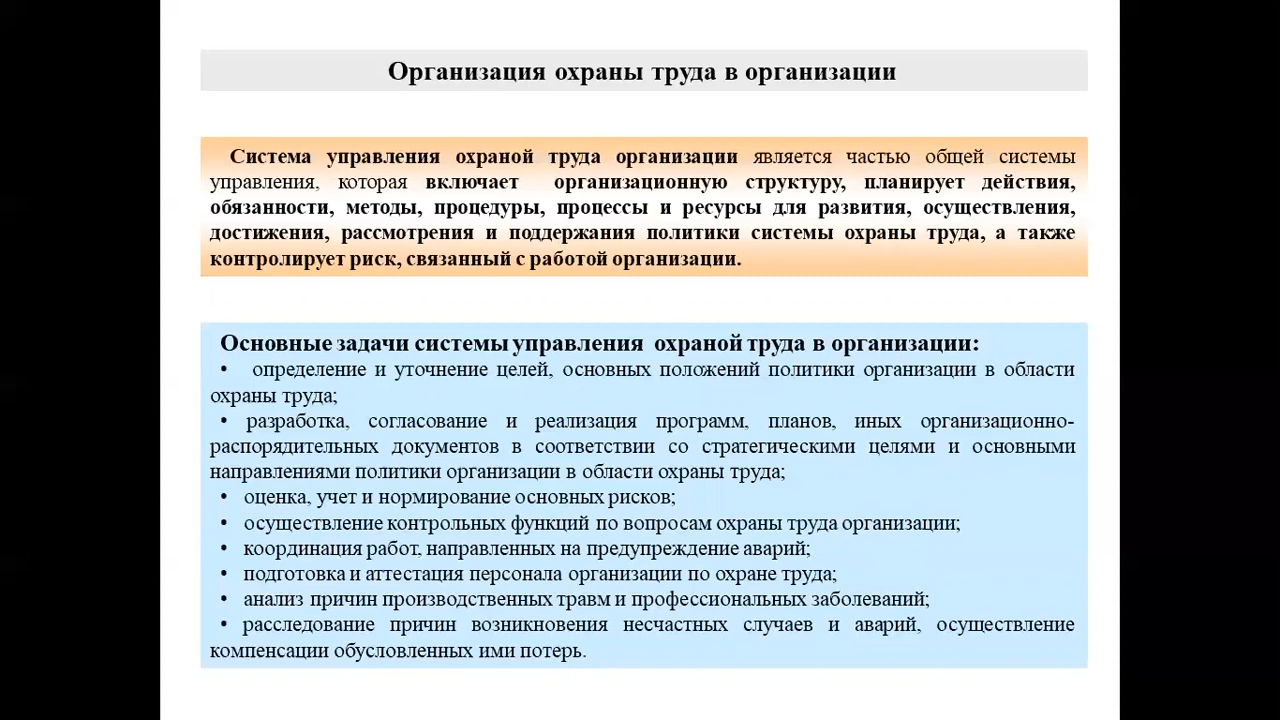 Организация охраны труда в организации
Система управления охраной труда организации является частью общей системы
управления, которая включает организационную структуру, планирует действия,
обязанности, методы, процедуры, процессы и ресурсы для развития, осуществления,
достижения, рассмотрения и поддержания политики системы охраны труда, а также
контролирует риск, связанный с работой организации.
Основные задачи системы управления охраной труда в организации:
• определение и уточнение целей, основных положений политики организации в области
охраны труда;
• разработка, согласование и реализация программ, планов, иных организационно-
распорядительных документов в соответствии со стратегическими целями и основными
направлениями политики организации в области охраны труда;
• оценка, учет и нормирование основных рисков;
• осуществление контрольных функций по вопросам охраны труда организации;
• координация работ, направленных на предупреждение аварий;
• подготовка и аттестация персонала организации по охране труда;
• анализ причин производственных травм и профессиональных заболеваний;
• расследование причин возникновения несчастных случаев и аварий, осуществление
компенсации обусловленных ими потерь.